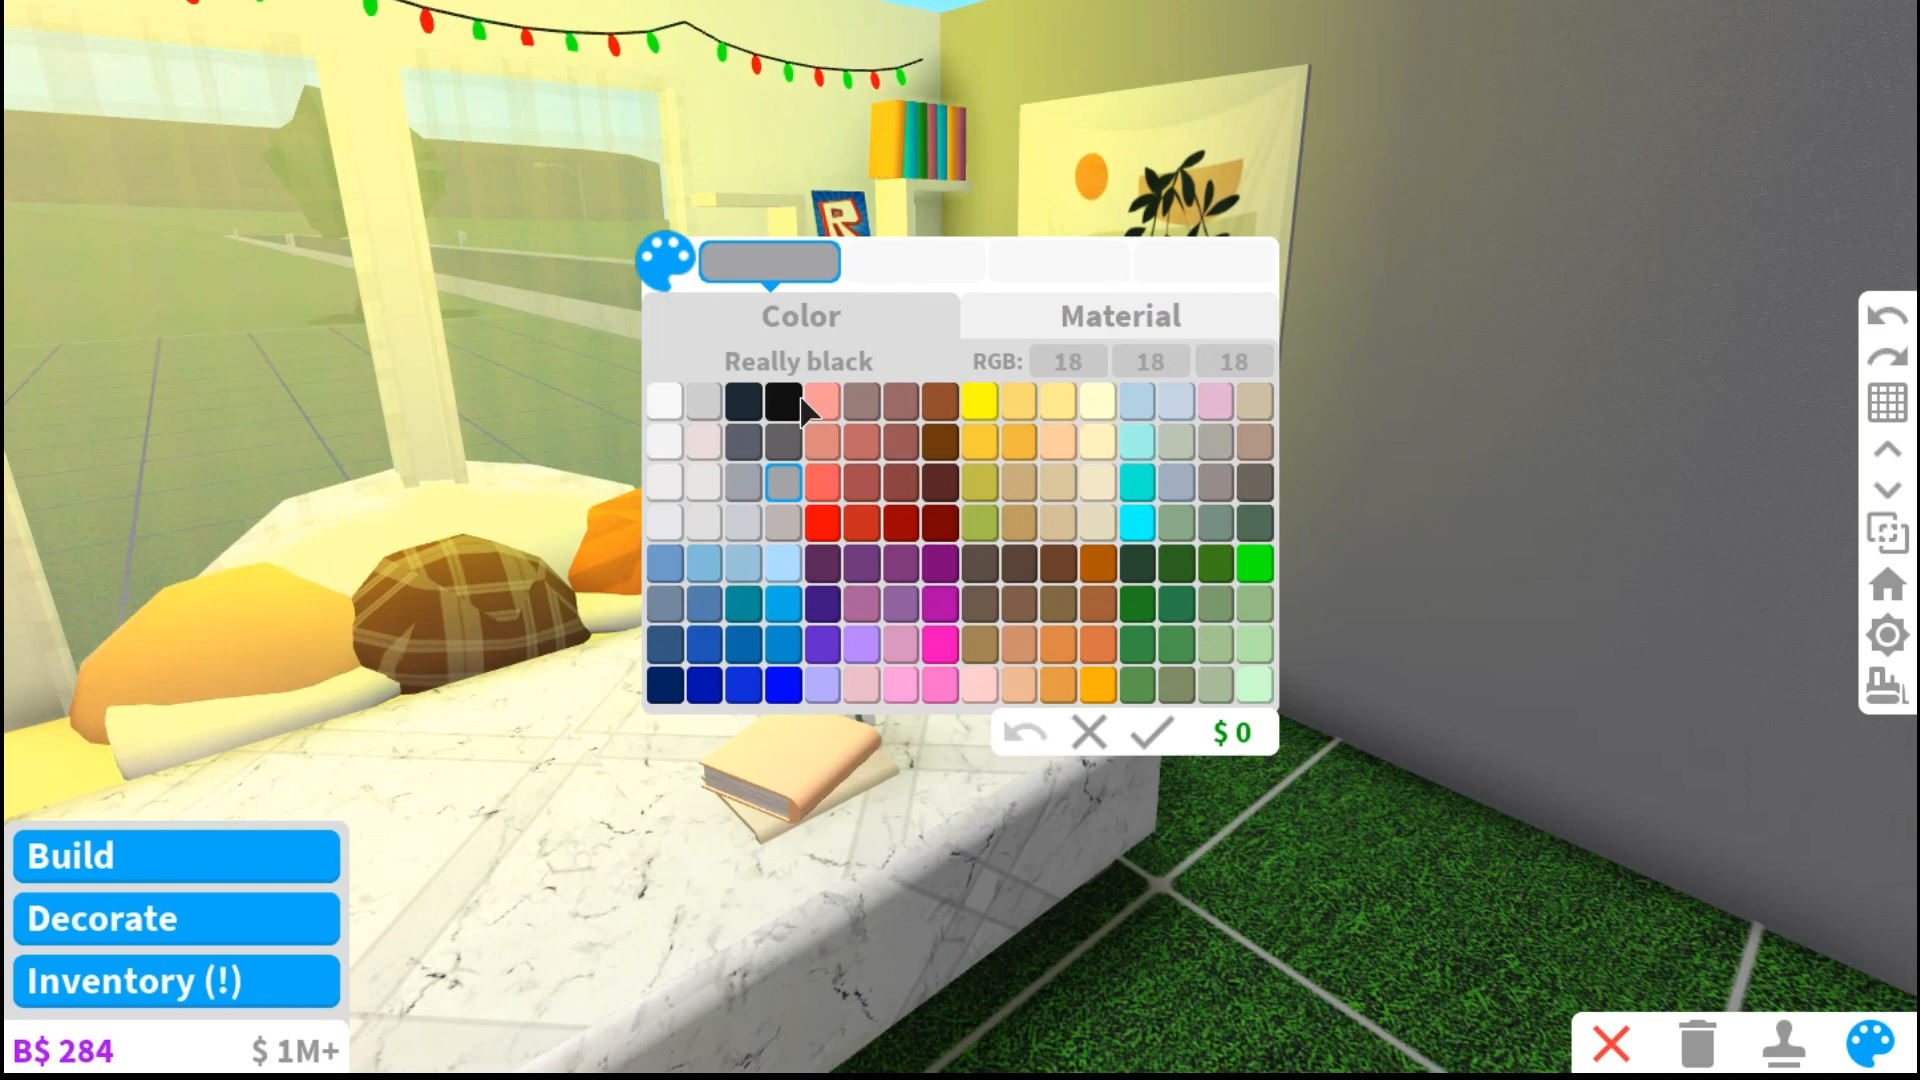 R
Color
Material
Really black
RGB: 18 18 18
$ 0
Build
Decorate
Inventory (!)
B$ 284
$ 1M+